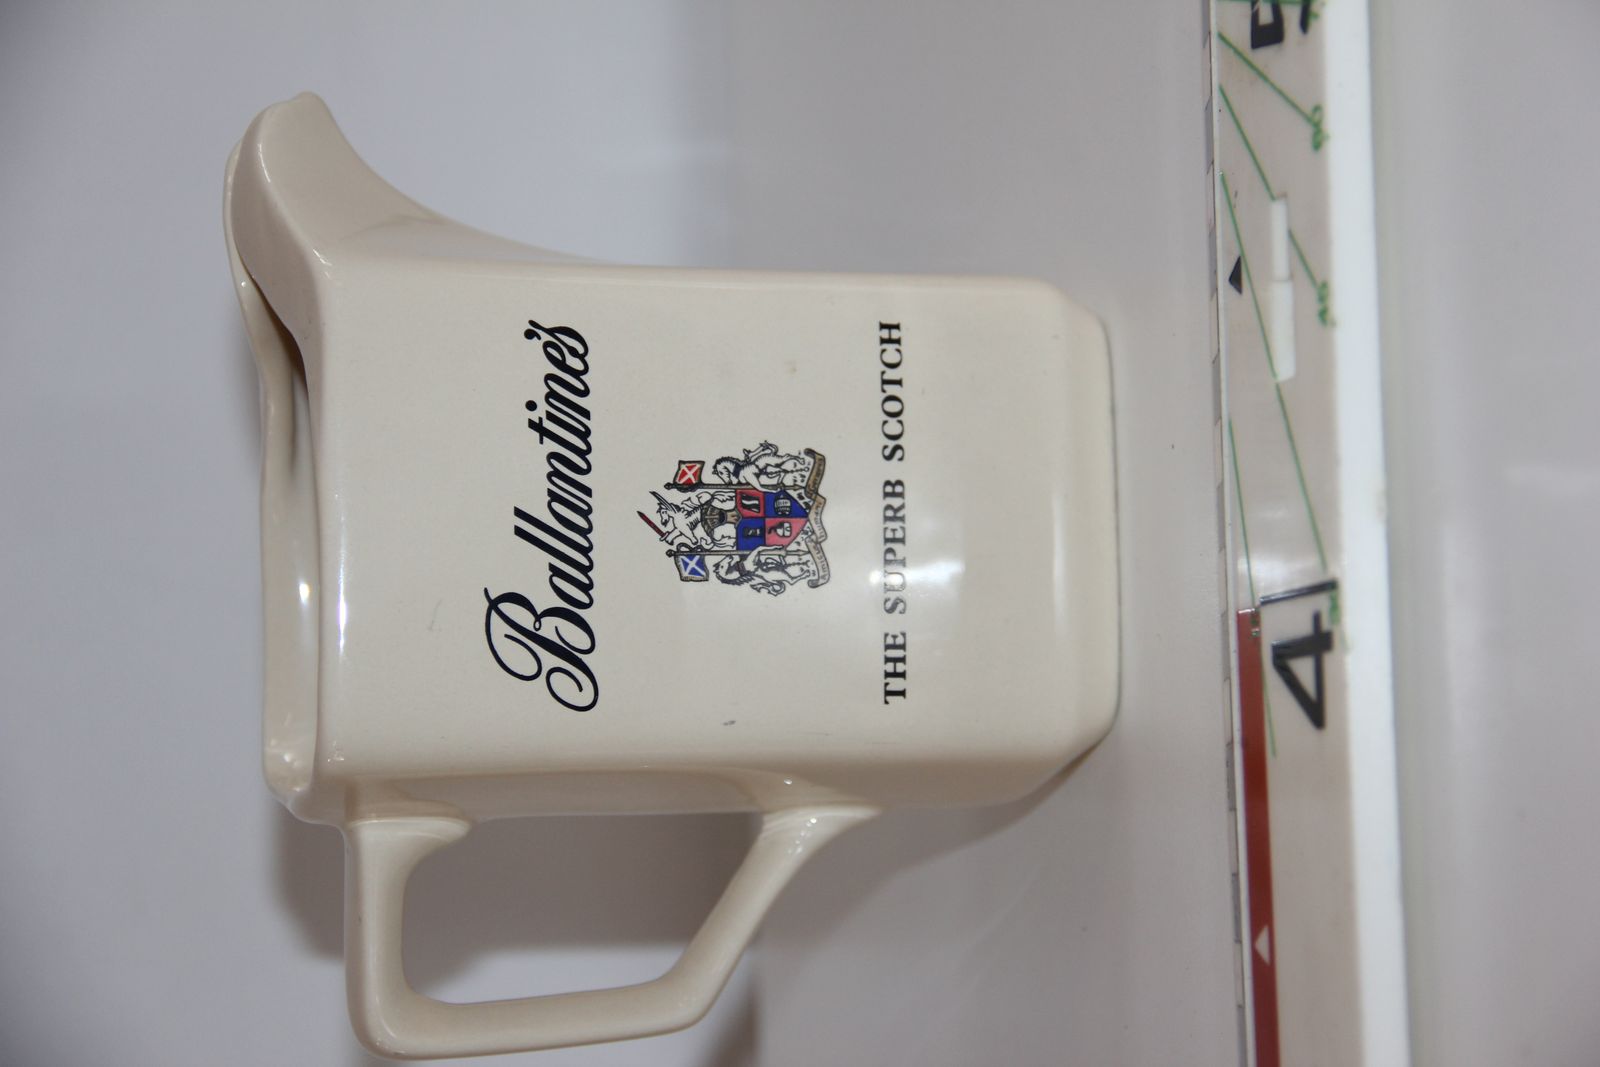 Ballantine's
THE SUPERB SCOTCH
4